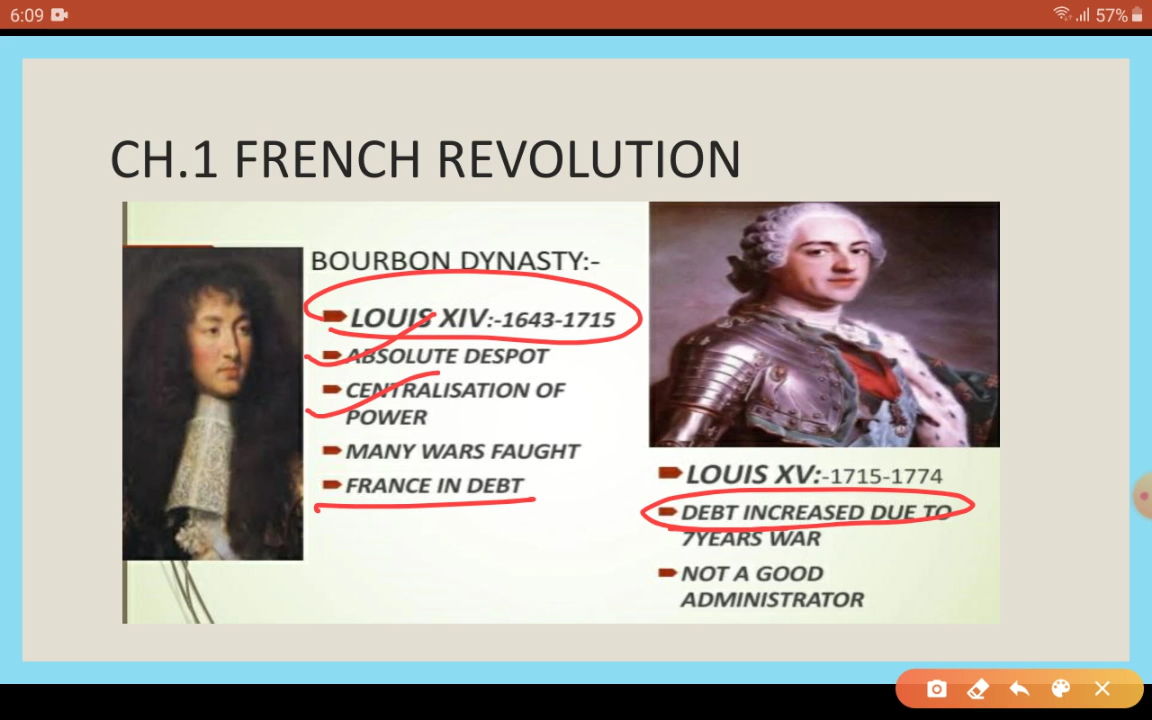 6:09
57%
CH.1 FRENCH REVOLUTION
BOURBON DYNASTY:-
LOUIS XIV:-1643-1715
ABSOLUTE DESPOT
CENTRALISATION OF
POWER
MANY WARS FAUGHT
FRANCE IN DEBT
LOUIS XV:-1715-1774
DEBT INCREASED DUE TO
7YEARS WAR
NOT A GOOD
ADMINISTRATOR